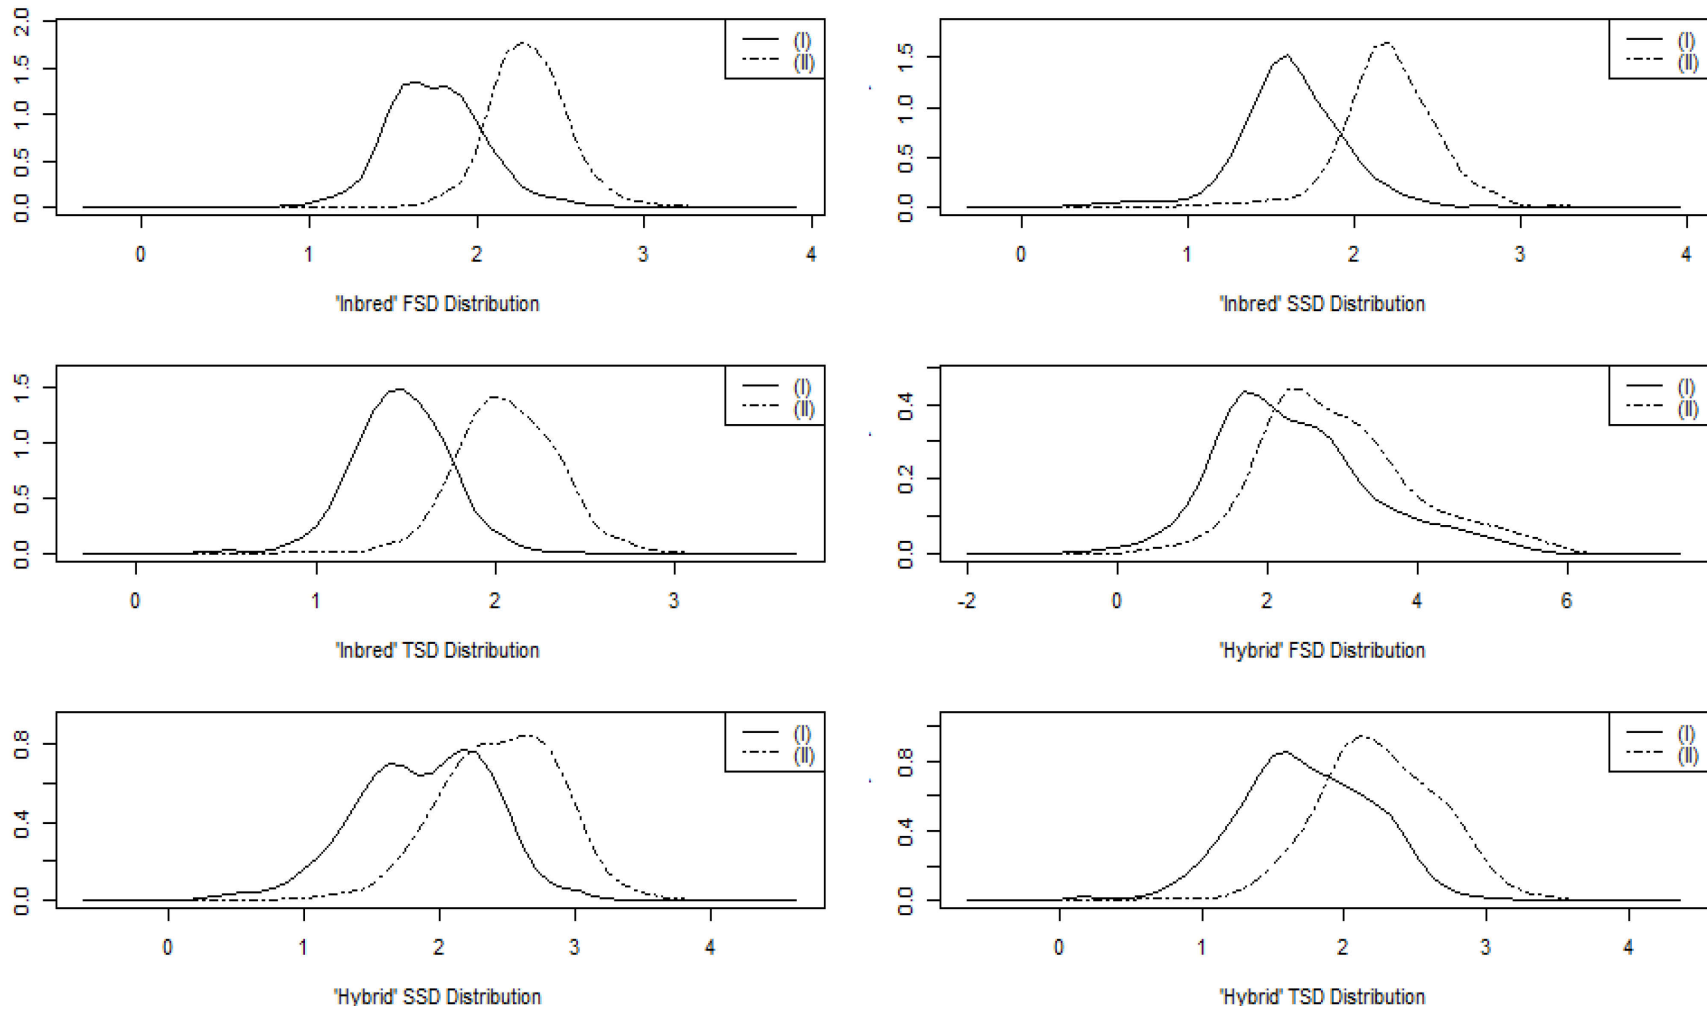 2.0
1.5
1.0
0.5
0.0
(I)
(II)
0 1 2 3 4
'Inbred' FSD Distribution
1.5
1.0
0.5
0.0
(I)
(II)
0 1 2 3 4
'Inbred' SSD Distribution
1.5
1.0
0.5
0.0
(I)
(II)
0 1 2 3
'Inbred' TSD Distribution
0.4
0.2
0.0
(I)
(II)
-2 0 2 4 6
'Hybrid' FSD Distribution
0.8
0.4
0.0
(I)
(II)
0 1 2 3 4
'Hybrid' SSD Distribution
0.8
0.4
0.0
(I)
(II)
0 1 2 3 4
'Hybrid' TSD Distribution